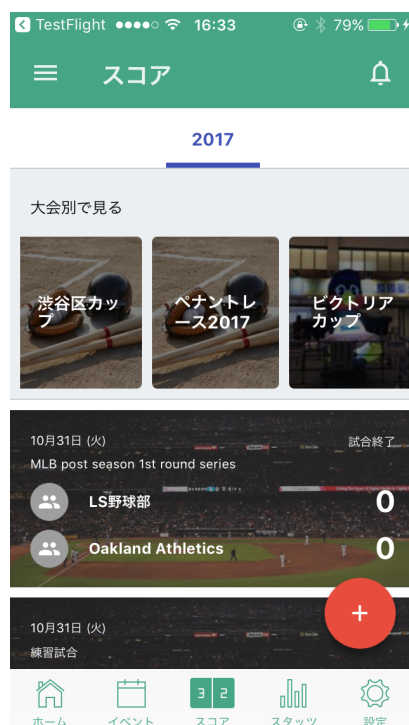 TestFlight 16:33 79%
スコア
2017
大会別で見る
渋谷区カッ
プ
ペナントレ
ース2017
ビクトリア
カップ
10月31日 (火) 試合終了
MLB post season 1st round series
LS野球部 0
Oakland Athletics 0
+
10月31日 (火)
練習試合
3 2
ホーム イベント スコア スタッツ 設定